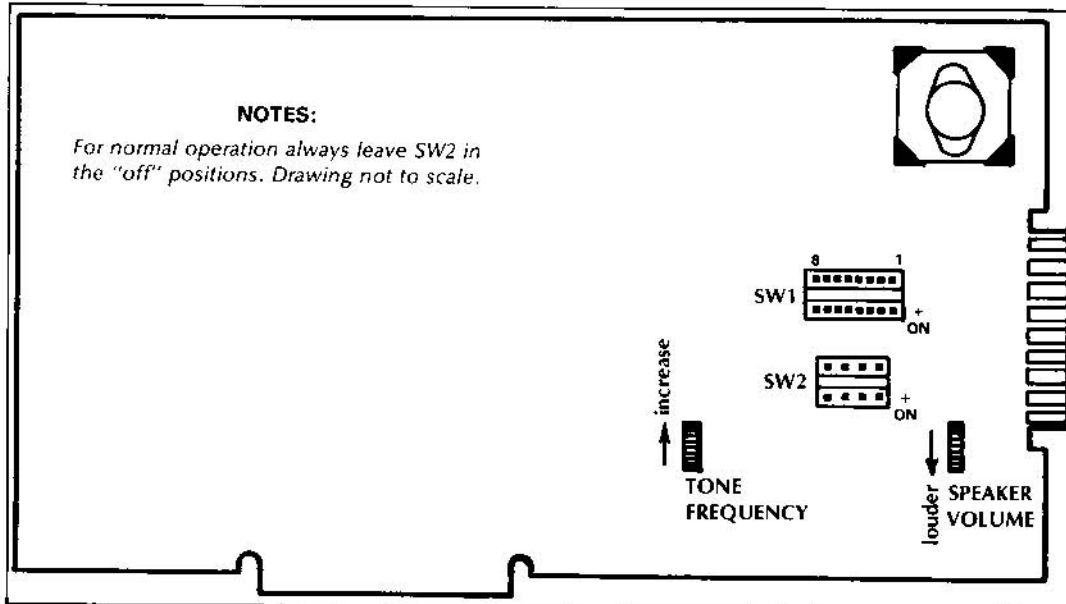 NOTES:
For normal operation always leave SW2 in
the "off" positions. Drawing not to scale.
8 1
SW1
+
ON
SW2
+
ON
increase
TONE
FREQUENCY
louder
SPEAKER
VOLUME